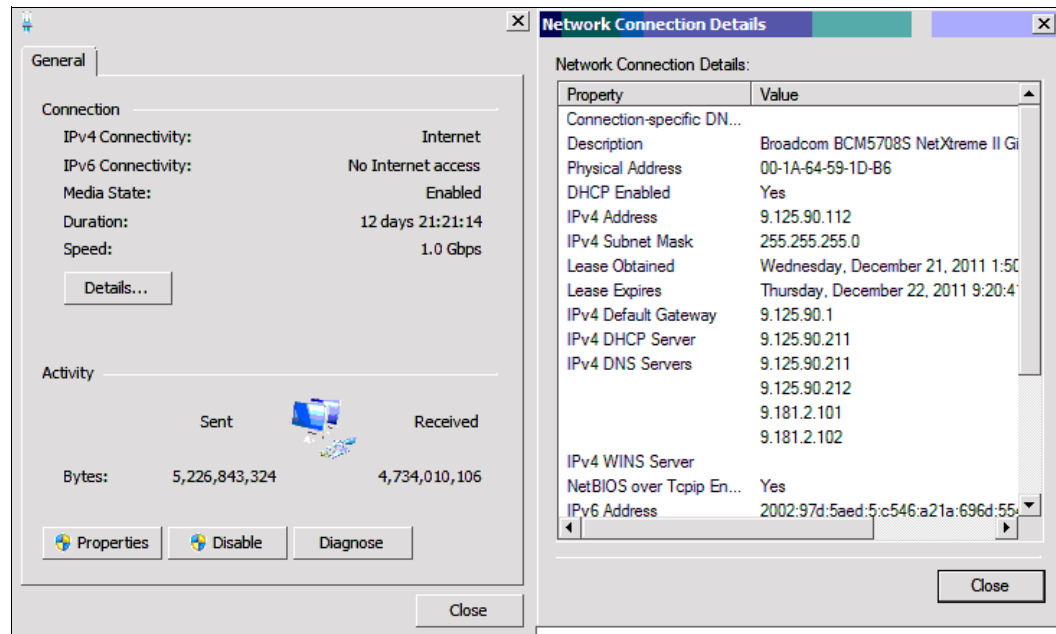 General
Connection
IPv4 Connectivity: Internet
IPv6 Connectivity: No Internet access
Media State: Enabled
Duration: 12 days 21:21:14
Speed: 1.0 Gbps
Details...
Activity
Sent Received
Bytes: 5,226,843,324 4,734,010,106
Properties Disable Diagnose
Close
Network Connection Details
Network Connection Details:
Property Value
Connection-specific DN...
Description Broadcom BCM5708S NetXtreme II Gi
Physical Address 00-1A-64-59-1D-B6
DHCP Enabled Yes
IPv4 Address 9.125.90.112
IPv4 Subnet Mask 255.255.255.0
Lease Obtained Wednesday, December 21, 2011 1:50
Lease Expires Thursday, December 22, 2011 9:20:4
IPv4 Default Gateway 9.125.90.1
IPv4 DHCP Server 9.125.90.211
IPv4 DNS Servers 9.125.90.211
9.125.90.212
9.181.2.101
9.181.2.102
IPv4 WINS Server
NetBIOS over Tcpip En... Yes
IPv6 Address 2002:97d:5aed:5:c546:a21a:696d:55
Close